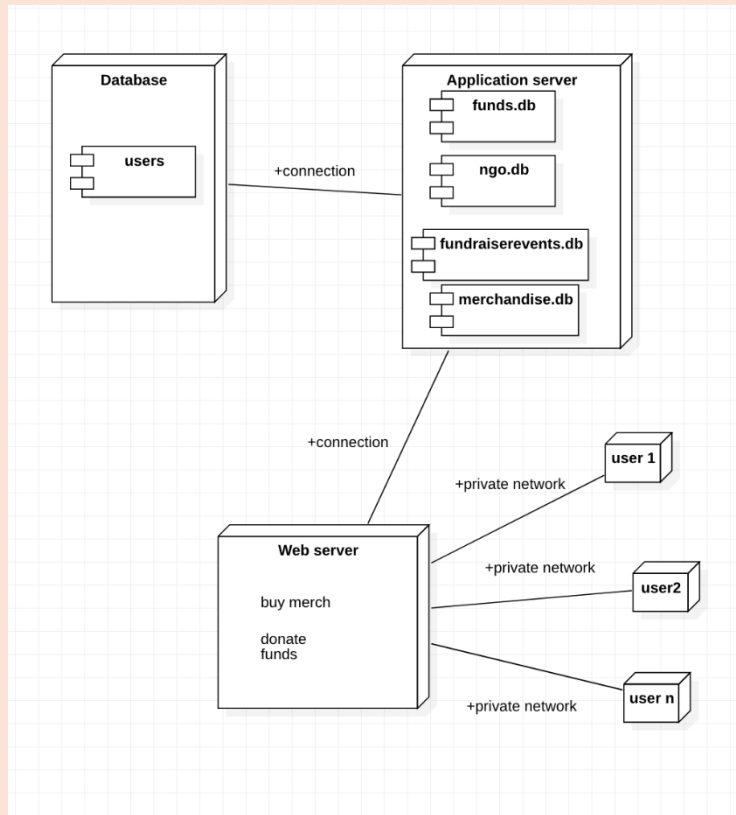 Database
users
+connection
Application server
funds.db
ngo.db
fundraiserevents.db
merchandise.db
+connection
Web server
buy merch
donate
funds
+private network
user 1
+private network
user2
+private network
user n